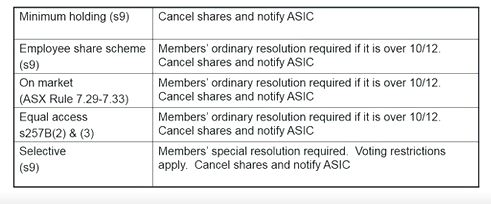 Minimum holding (s9)
Cancel shares and notify ASIC
Employee share scheme
(s9)
Members' ordinary resolution required if it is over 10/12.
Cancel shares and notify ASIC
On market
(ASX Rule 7.29-7.33)
Members' ordinary resolution required if it is over 10/12.
Cancel shares and notify ASIC
Equal access
s257B(2) & (3)
Members' ordinary resolution required if it is over 10/12.
Cancel shares and notify ASIC
Selective
(s9)
Members' special resolution required. Voting restrictions
apply. Cancel shares and notify ASIC